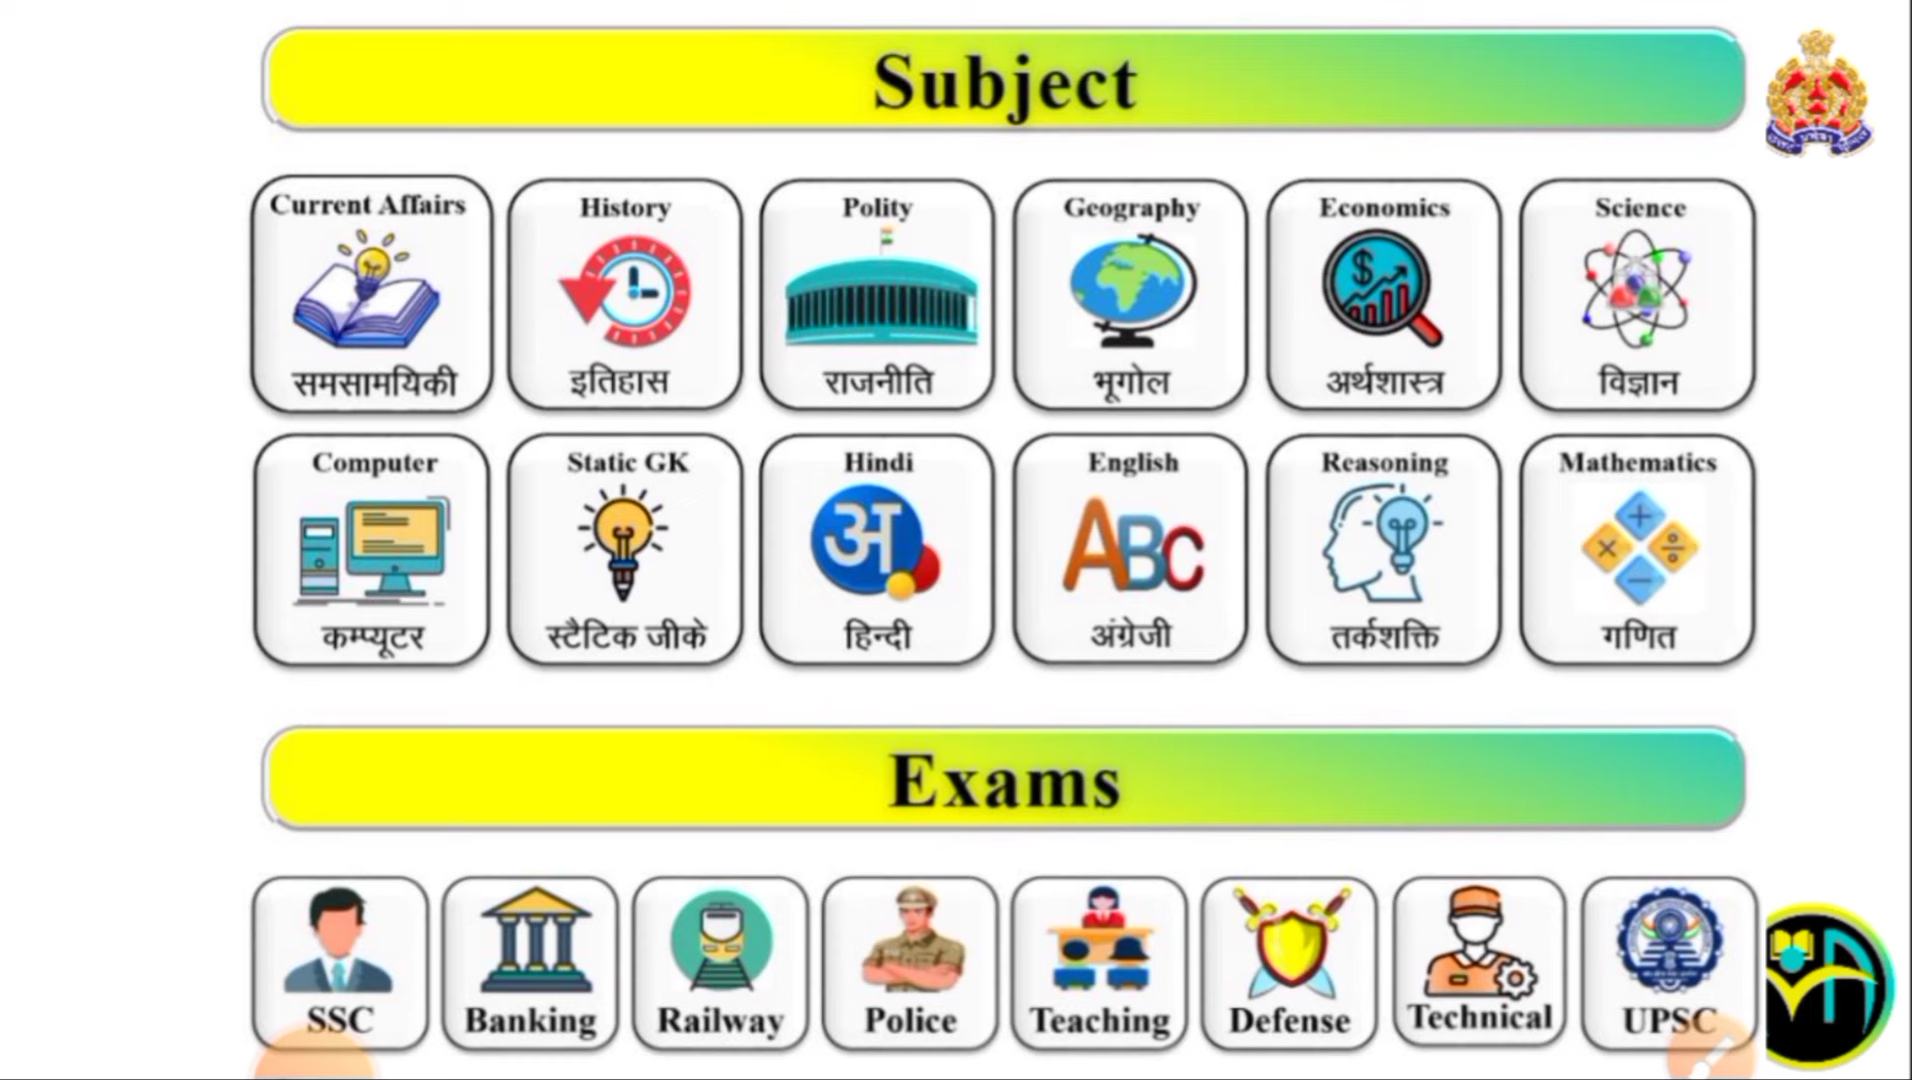 Subject
Current Affairs
History
Polity
Geography
Economics
Science
समसामयिकी
इतिहास
राजनीति
भूगोल
अर्थशास्त्र
विज्ञान
Computer
Static GK
Hindi
English
Reasoning
Mathematics
अ
ABC
कम्प्यूटर
स्टैटिक जीके
हिन्दी
अंग्रेजी
तर्कशक्ति
गणित
Exams
SSC
Banking
Railway
Police
Teaching
Defense
Technical
UPSC